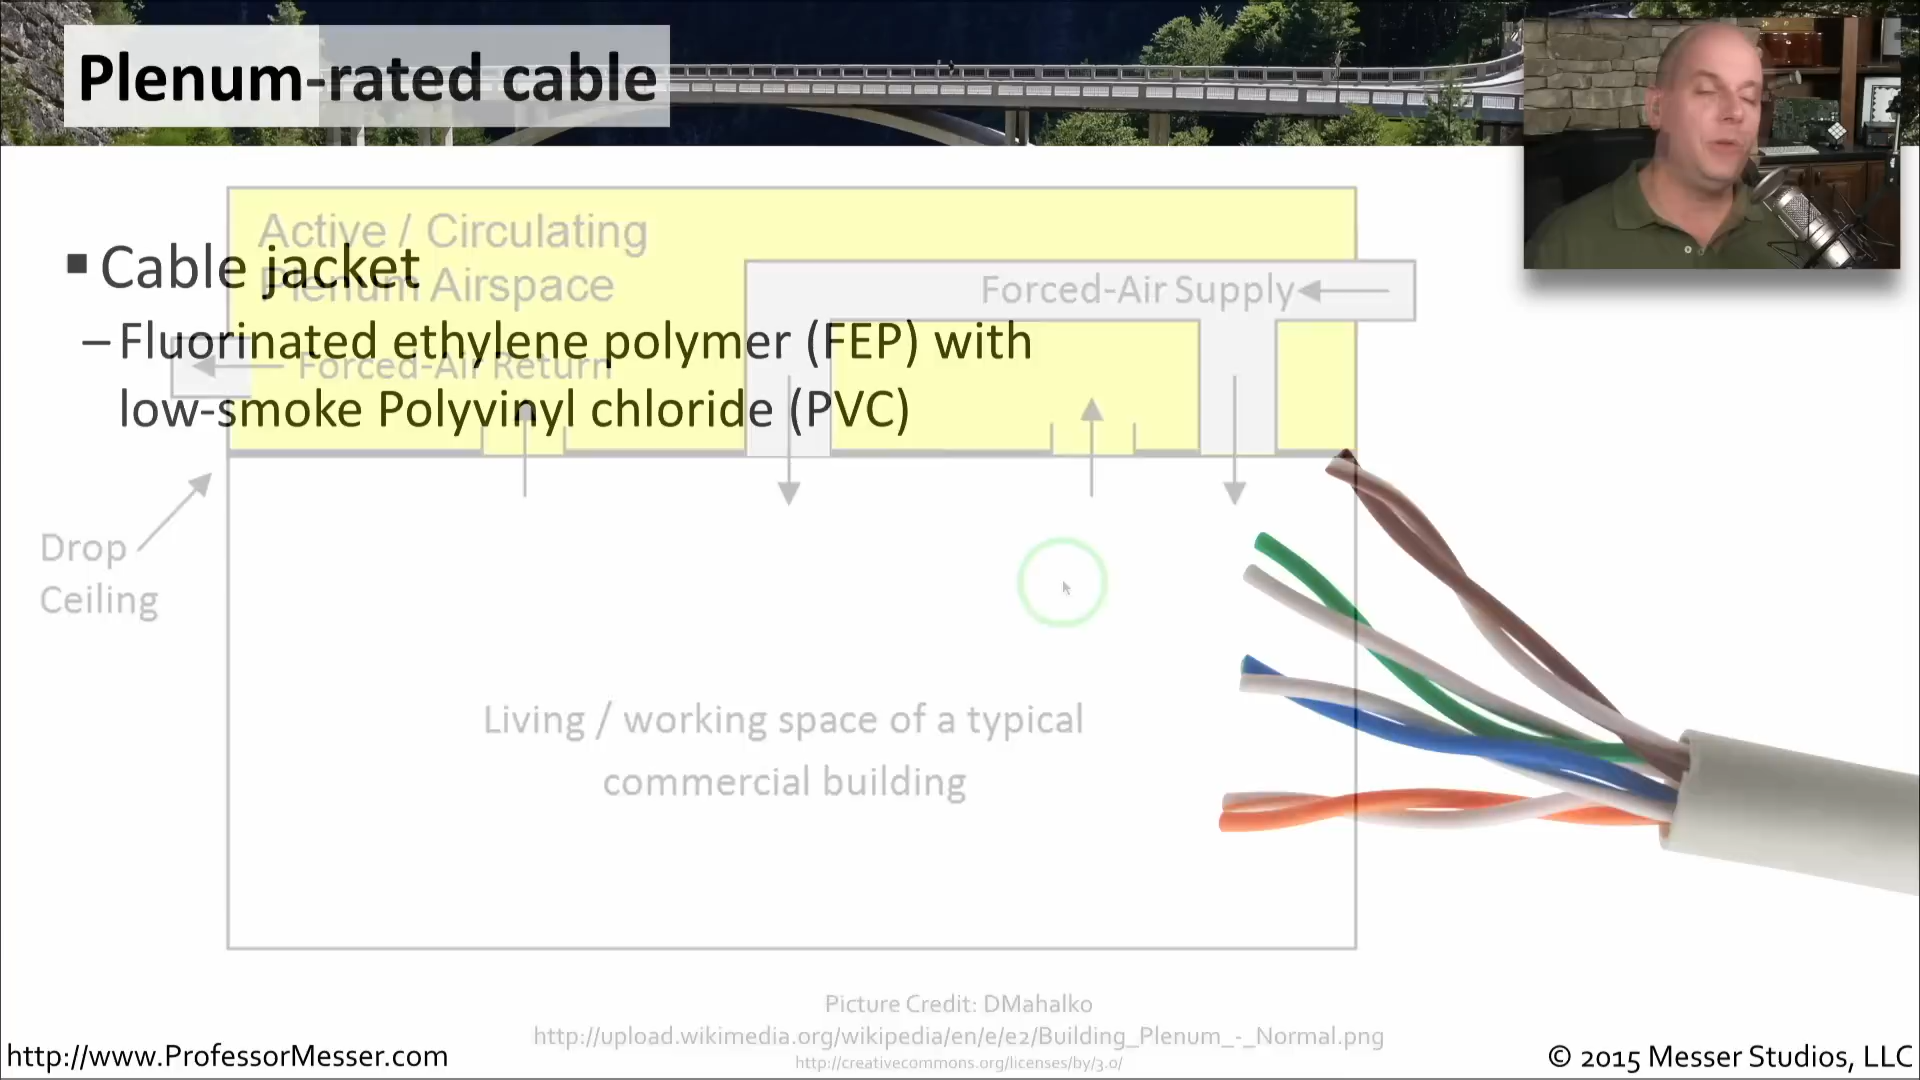 Plenum-rated cable
Active / Circulating
Plenum Airspace
▪ Cable jacket
Forced-Air Supply
– Fluorinated ethylene polymer (FEP) with
low-smoke Polyvinyl chloride (PVC)
Forced-Air Return
Drop
Ceiling
Living / working space of a typical
commercial building
Picture Credit: DMahalko
http://upload.wikimedia.org/wikipedia/en/e/e2/Building_Plenum_-_Normal.png
http://creativecommons.org/licenses/by/3.0/
http://www.ProfessorMesser.com
© 2015 Messer Studios, LLC